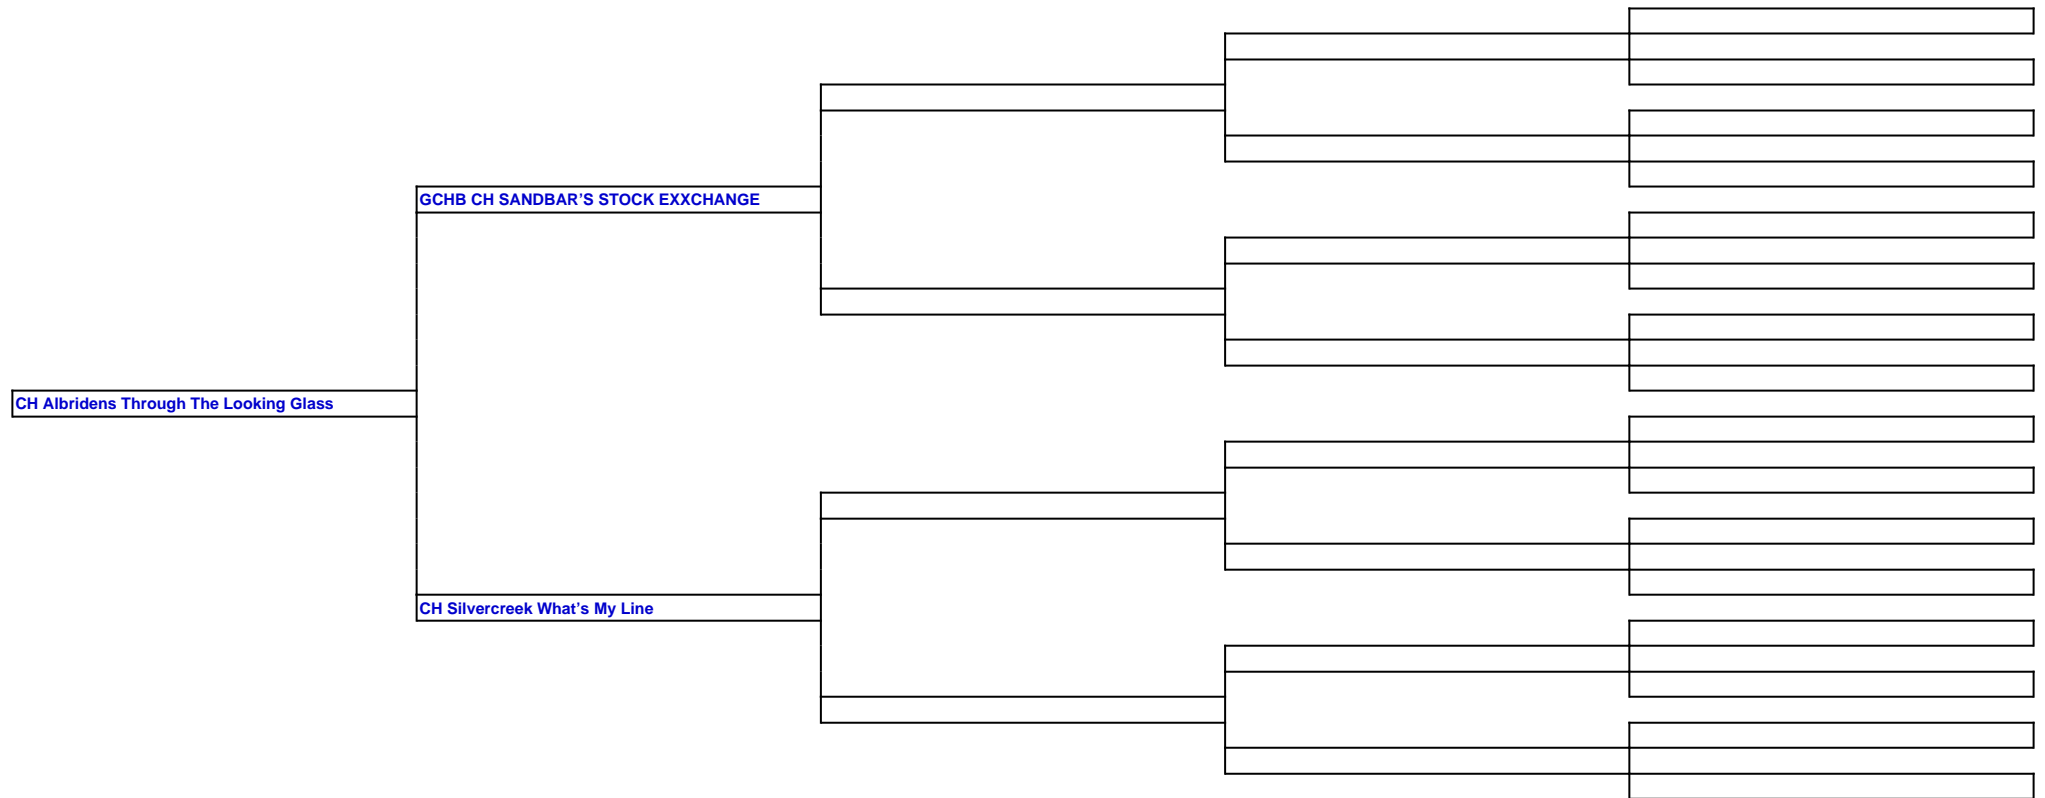 GCHB CH SANDBAR’S STOCK EXXCHANGE
CH Albridens Through The Looking Glass
CH Silvercreek What’s My Line